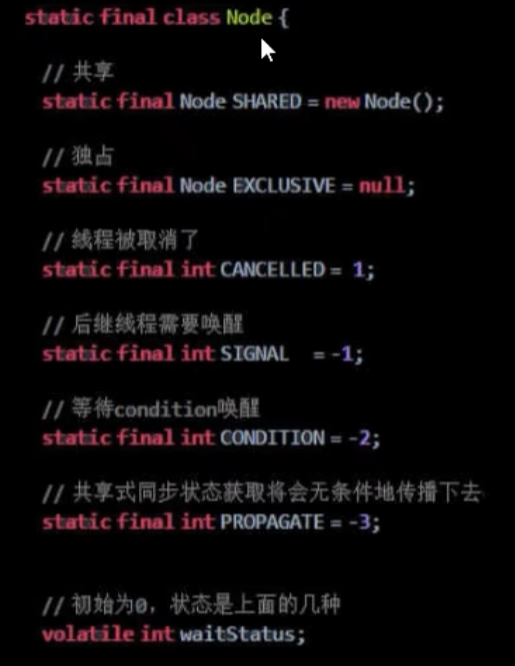 static final class Node {
// 共享
static final Node SHARED = new Node();
// 独占
static final Node EXCLUSIVE = null;
// 线程被取消了
static final int CANCELLED = 1;
// 后继线程需要唤醒
static final int SIGNAL = -1;
// 等待condition唤醒
static final int CONDITION = -2;
// 共享式同步状态获取将会无条件地传播下去
static final int PROPAGATE = -3;
// 初始为0，状态是上面的几种
volatile int waitStatus;